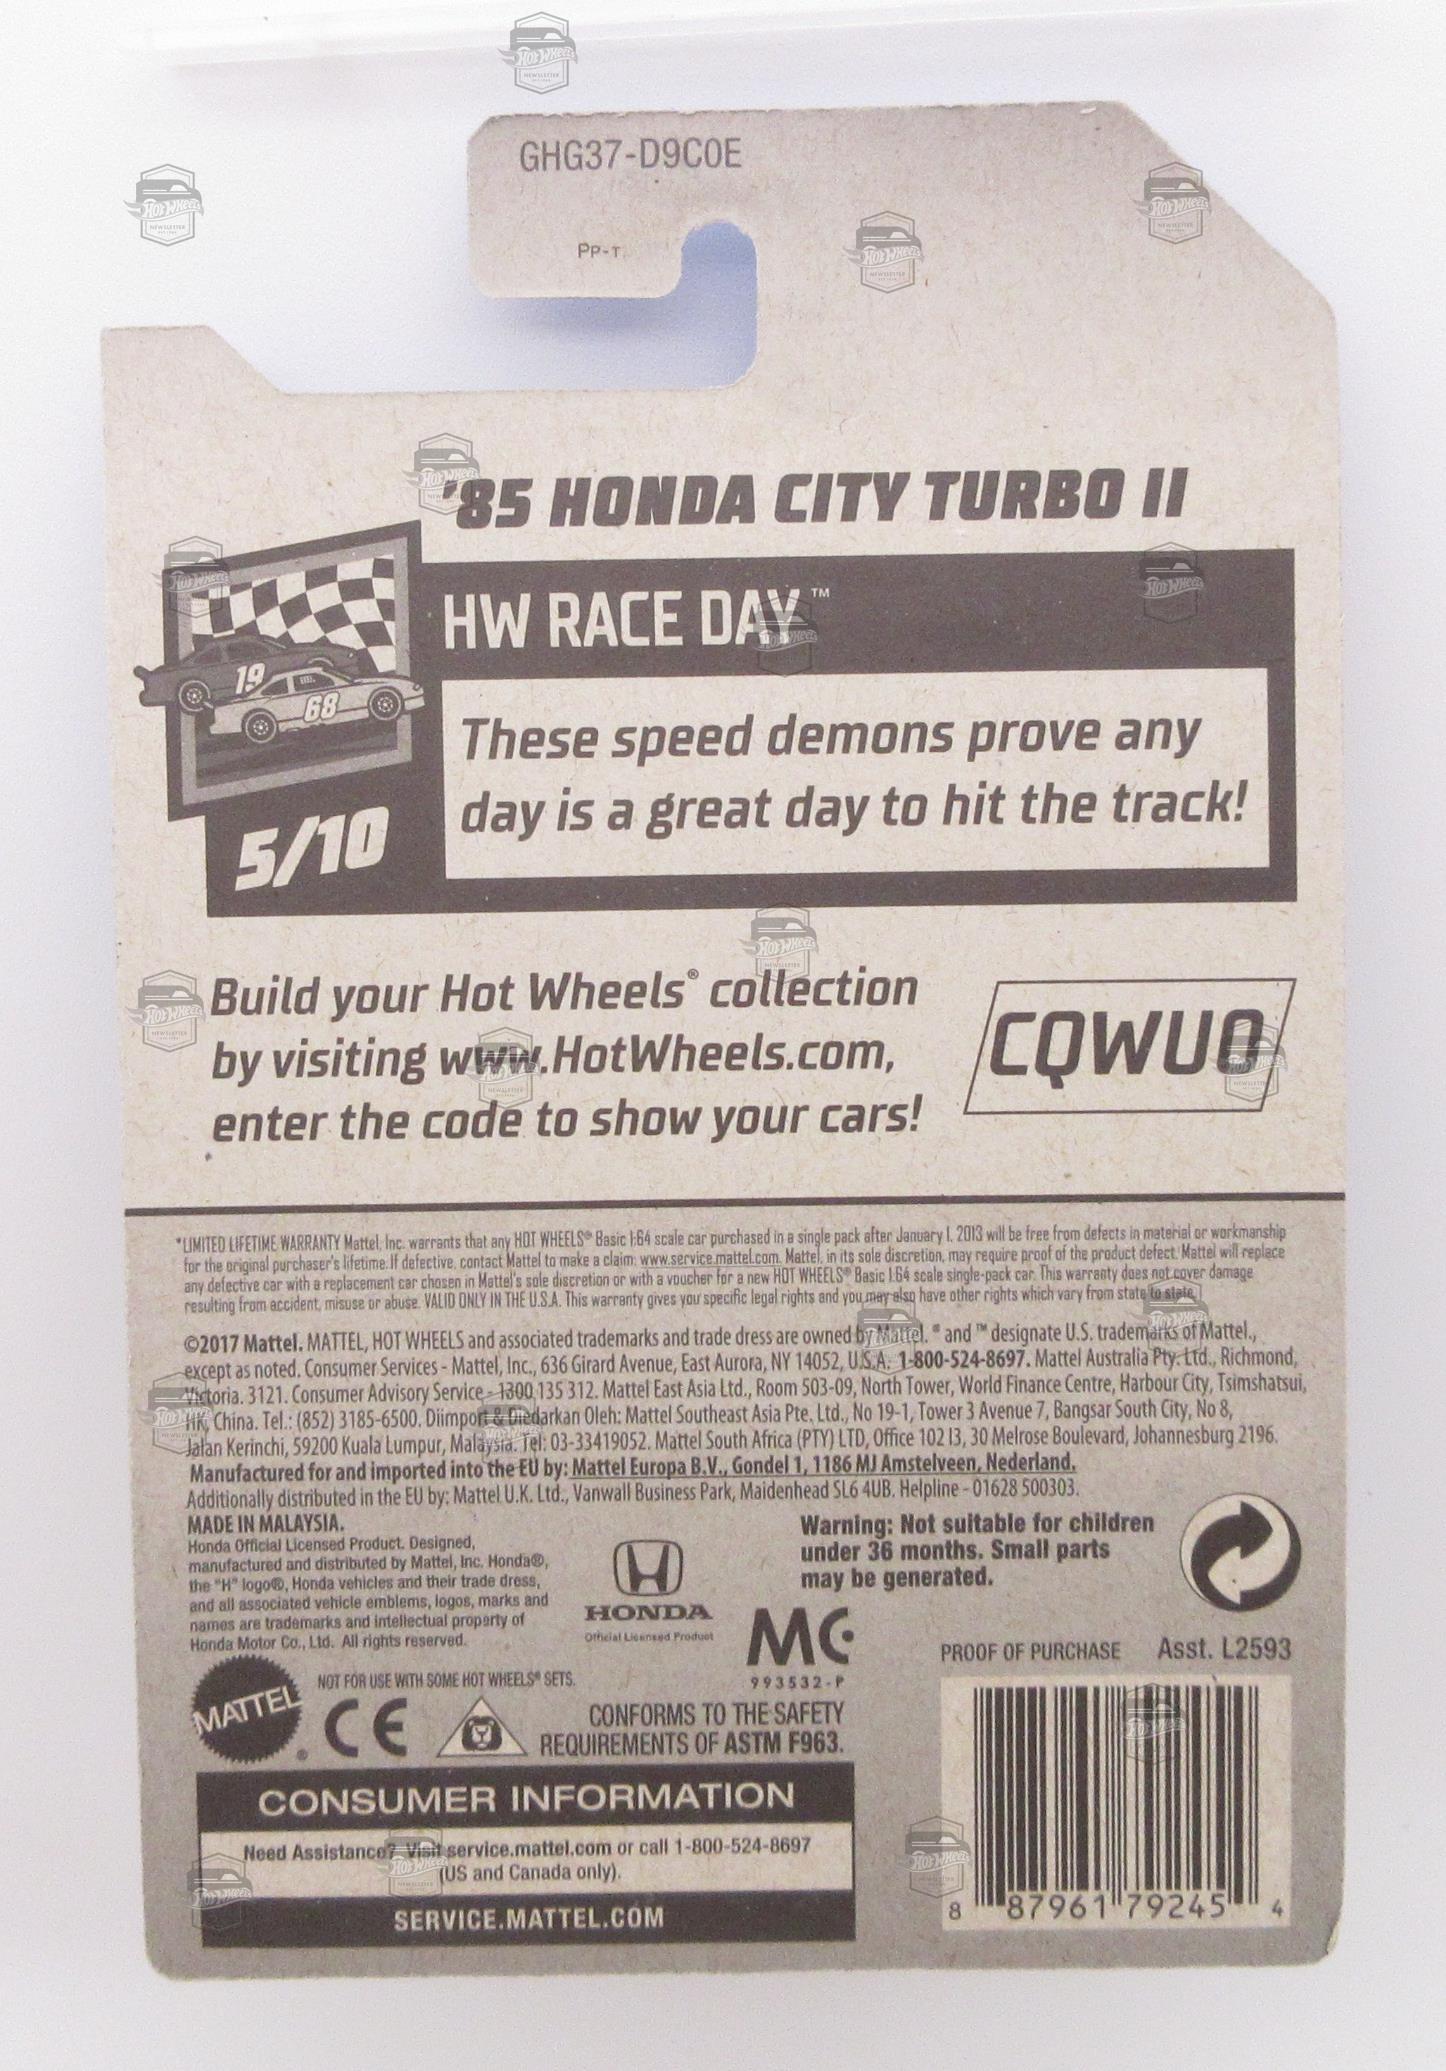 GHG37-D9C0E
PP-T
'85 HONDA CITY TURBO II
HW RACE DAY™
19
68
These speed demons prove any
day is a great day to hit the track!
5/10
Build your Hot Wheels® collection
by visiting www.HotWheels.com,
enter the code to show your cars!
CQWU0
*LIMITED LIFETIME WARRANTY Mattel, Inc. warrants that any HOT WHEELS® Basic 1:64 scale car purchased in a single pack after January 1, 2013 will be free from defects in material or workmanship
for the original purchaser's lifetime. If defective, contact Mattel to make a claim: www.service.mattel.com. Mattel, in its sole discretion, may require proof of the product defect. Mattel will replace
any defective car with a replacement car chosen in Mattel's sole discretion or with a voucher for a new HOT WHEELS® Basic 1:64 scale single-pack car. This warranty does not cover damage
resulting from accident, misuse or abuse. VALID ONLY IN THE U.S.A. This warranty gives you specific legal rights and you may also have other rights which vary from state to state.
©2017 Mattel. MATTEL, HOT WHEELS and associated trademarks and trade dress are owned by Mattel. ® and ™ designate U.S. trademarks of Mattel.,
except as noted. Consumer Services - Mattel, Inc., 636 Girard Avenue, East Aurora, NY 14052, U.S.A. 1-800-524-8697. Mattel Australia Pty. Ltd., Richmond,
Victoria. 3121. Consumer Advisory Service - 1300 135 312. Mattel East Asia Ltd., Room 503-09, North Tower, World Finance Centre, Harbour City, Tsimshatsui,
HK, China. Tel.: (852) 3185-6500. Diimport & Diedarkan Oleh: Mattel Southeast Asia Pte. Ltd., No 19-1, Tower 3 Avenue 7, Bangsar South City, No 8,
Jalan Kerinchi, 59200 Kuala Lumpur, Malaysia. Tel: 03-33419052. Mattel South Africa (PTY) LTD, Office 102 I3, 30 Melrose Boulevard, Johannesburg 2196.
Manufactured for and imported into the EU by: Mattel Europa B.V., Gondel 1, 1186 MJ Amstelveen, Nederland.
Additionally distributed in the EU by: Mattel U.K. Ltd., Vanwall Business Park, Maidenhead SL6 4UB. Helpline - 01628 500303.
MADE IN MALAYSIA.
Honda Official Licensed Product. Designed,
manufactured and distributed by Mattel, Inc. Honda®,
the "H" logo®, Honda vehicles and their trade dress,
and all associated vehicle emblems, logos, marks and
names are trademarks and intellectual property of
Honda Motor Co., Ltd. All rights reserved.
HONDA
Official Licensed Product
Warning: Not suitable for children
under 36 months. Small parts
may be generated.
MC
993532-P
PROOF OF PURCHASE Asst. L2593
MATTEL®
NOT FOR USE WITH SOME HOT WHEELS® SETS.
CE
CONFORMS TO THE SAFETY
REQUIREMENTS OF ASTM F963.
CONSUMER INFORMATION
Need Assistance? Visit service.mattel.com or call 1-800-524-8697
(US and Canada only).
SERVICE.MATTEL.COM
8 87961 79245 4